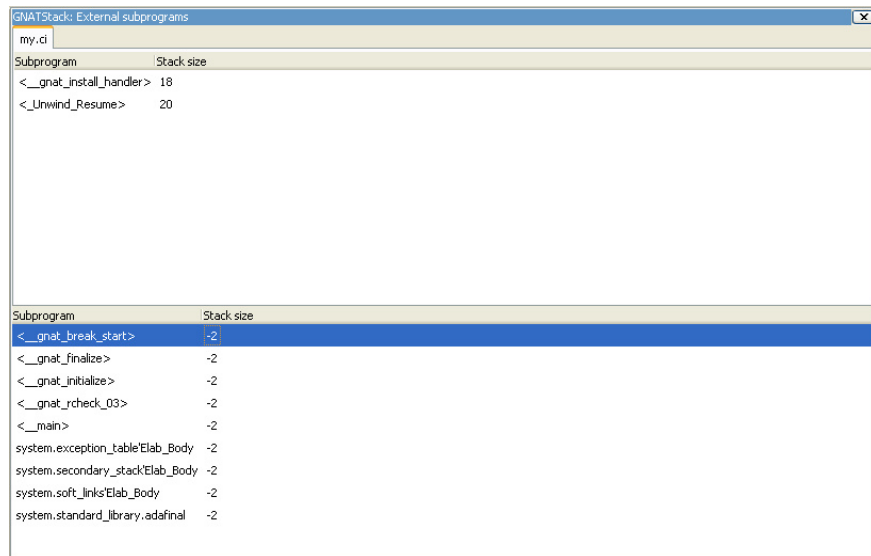 GNATStack: External subprograms
my.ci
Subprogram Stack size
<__gnat_install_handler> 18
<_Unwind_Resume> 20
Subprogram Stack size
<__gnat_break_start> -2
<__gnat_finalize> -2
<__gnat_initialize> -2
<__gnat_rcheck_03> -2
<__main> -2
system.exception_table'Elab_Body -2
system.secondary_stack'Elab_Body -2
system.soft_links'Elab_Body -2
system.standard_library.adafinal -2